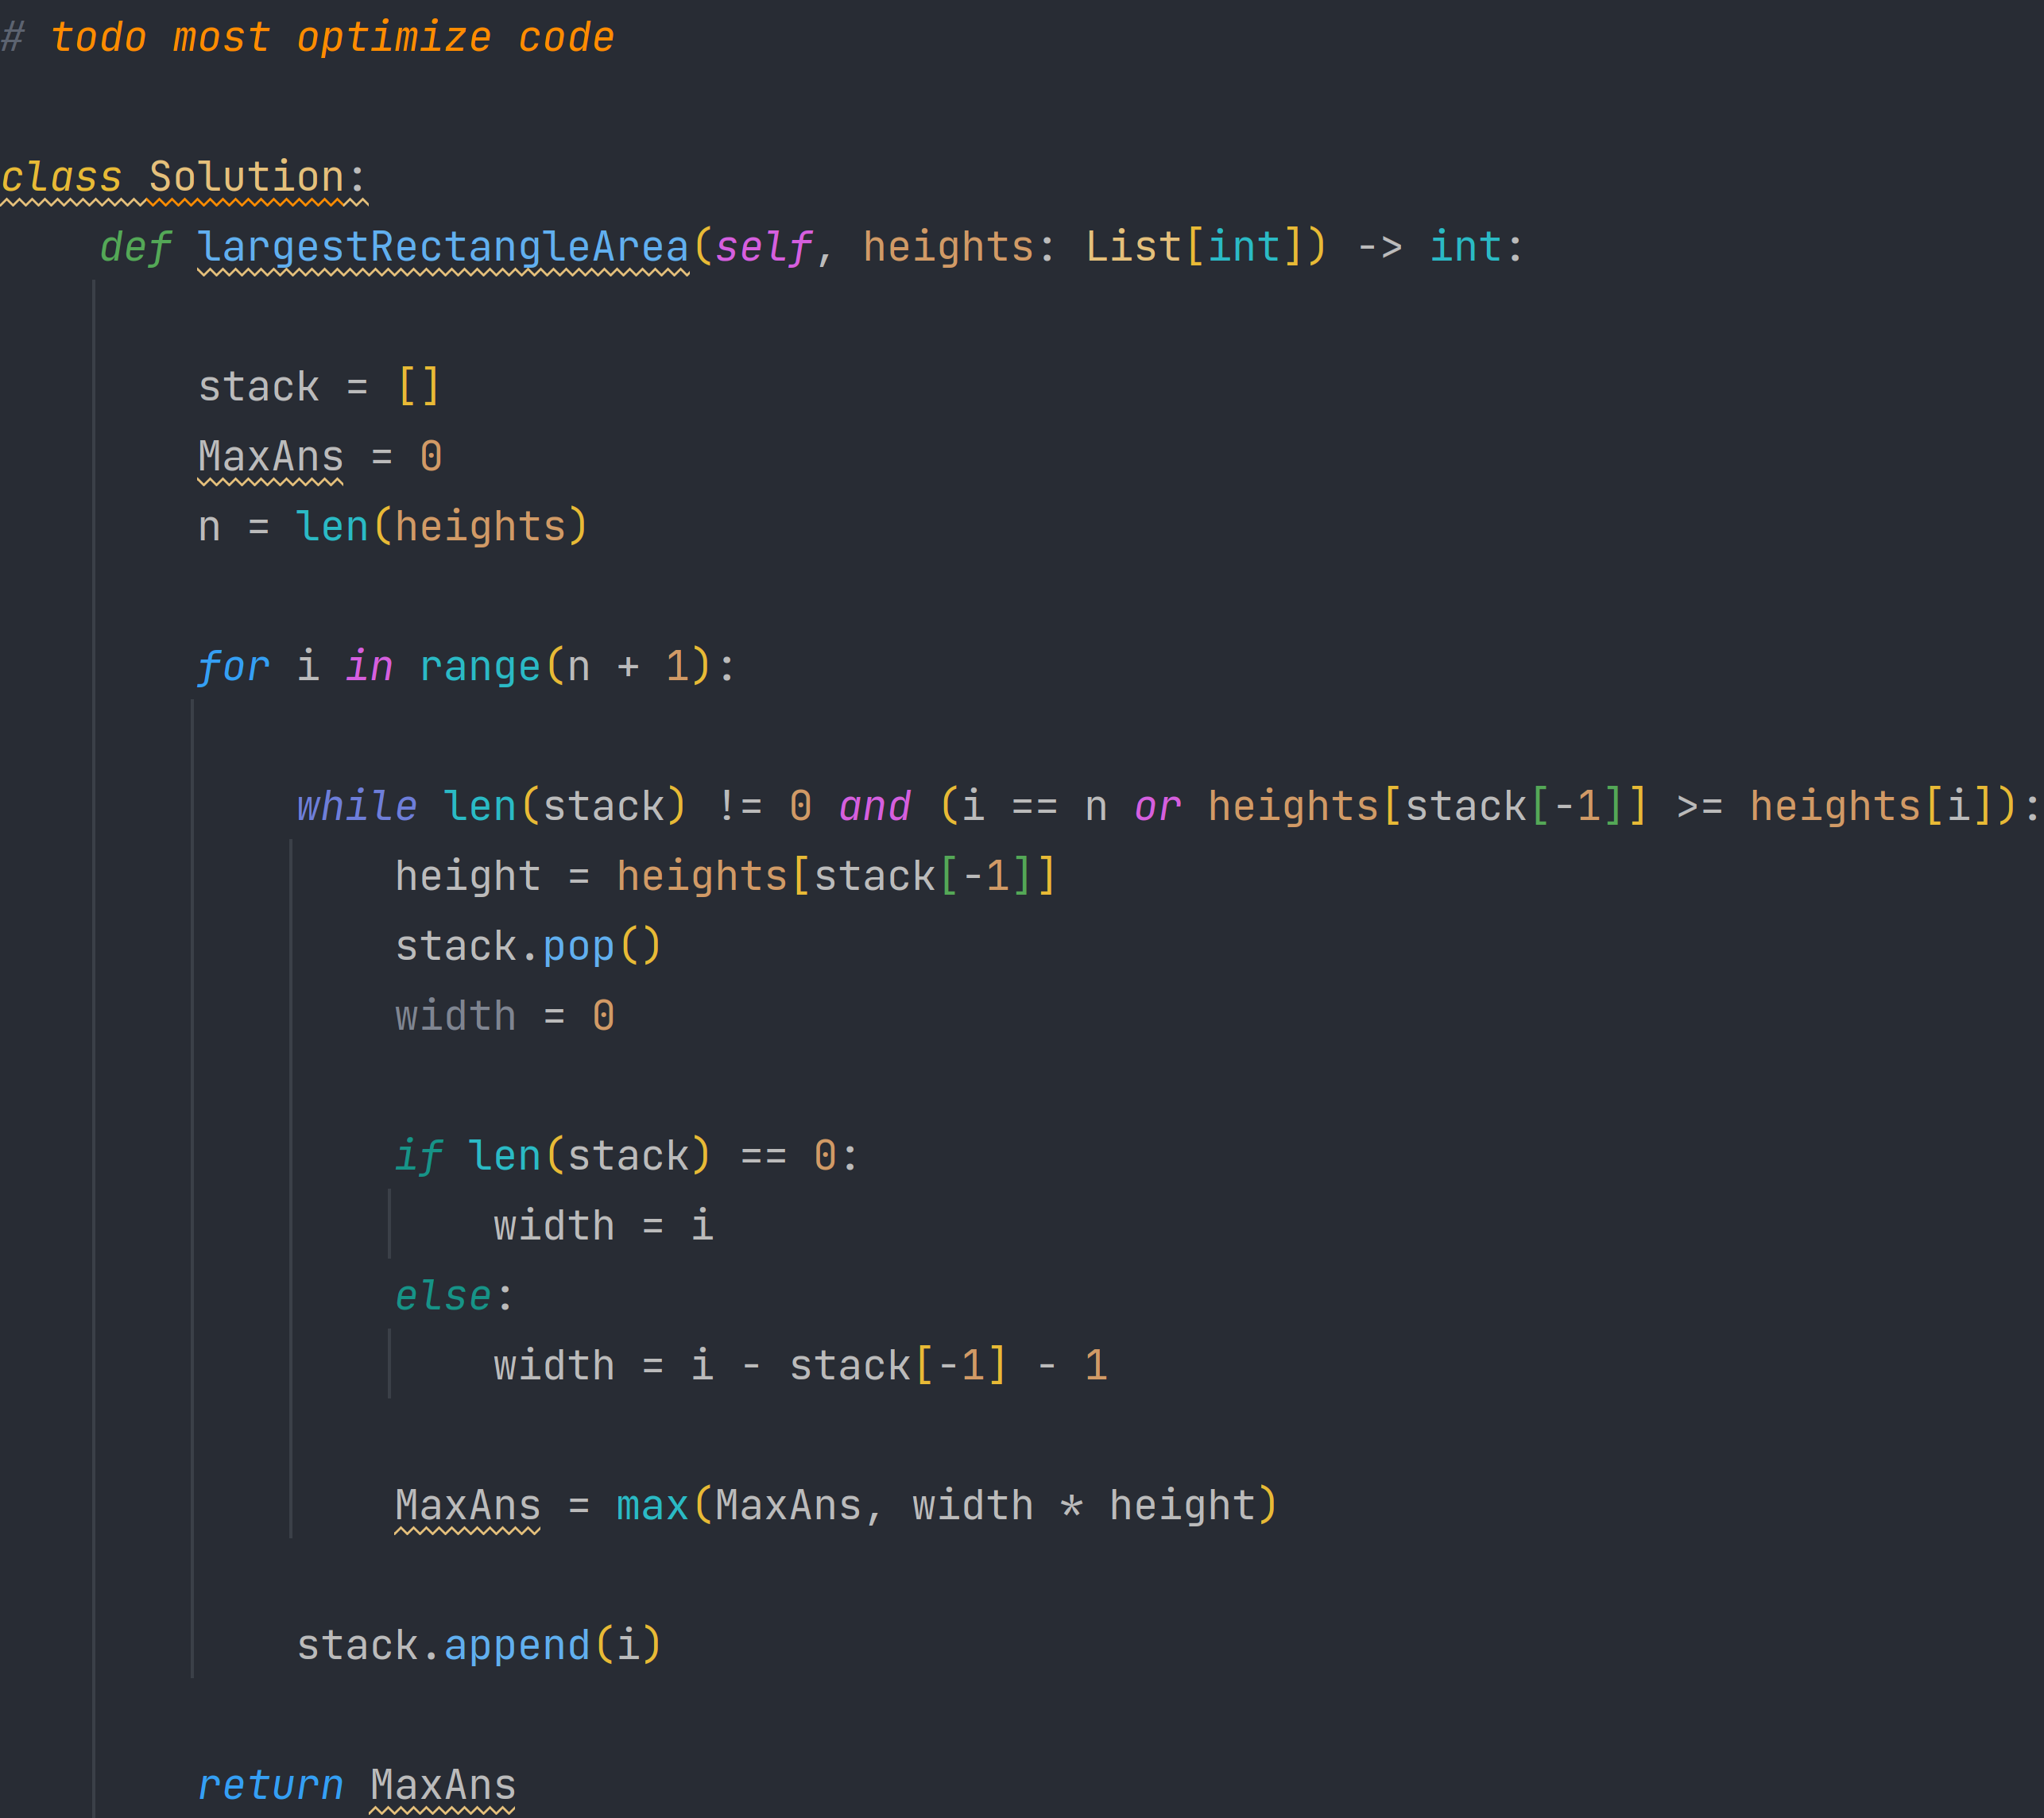 # todo most optimize code
class Solution:
    def largestRectangleArea(self, heights: List[int]) -> int:
        stack = []
        MaxAns = 0
        n = len(heights)
        for i in range(n + 1):
            while len(stack) != 0 and (i == n or heights[stack[-1]] >= heights[i]):
                height = heights[stack[-1]]
                stack.pop()
                width = 0
                if len(stack) == 0:
                    width = i
                else:
                    width = i - stack[-1] - 1
                MaxAns = max(MaxAns, width * height)
            stack.append(i)
        return MaxAns